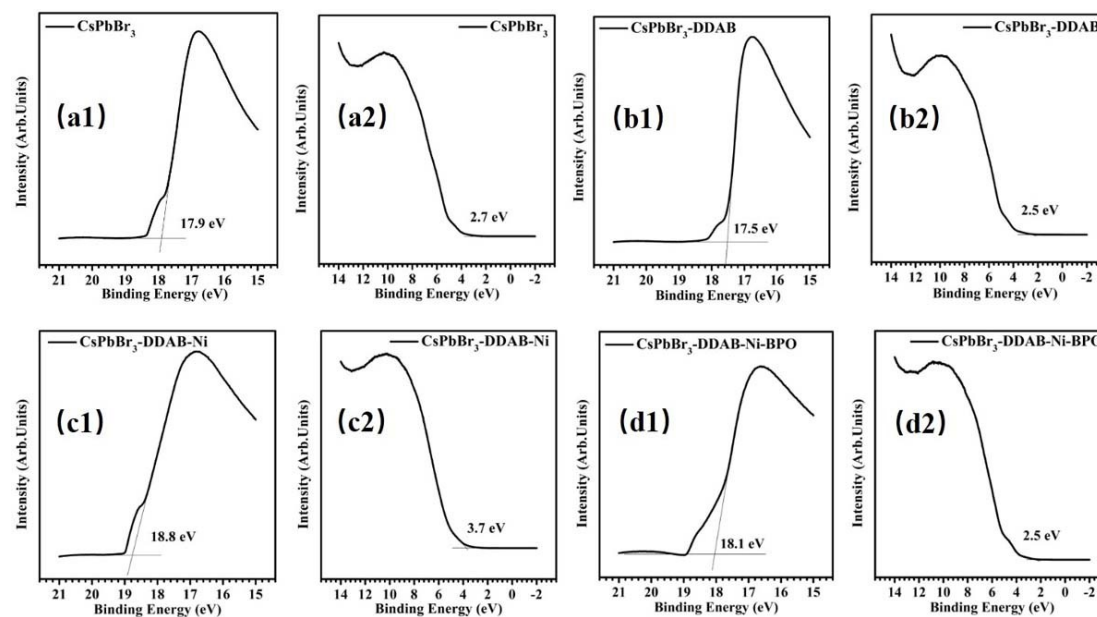 CsPbBr₃
(a1)
17.9 eV
Intensity (Arb.Units)
21 20 19 18 17 16 15
Binding Energy (eV)
CsPbBr₃
(a2)
2.7 eV
Intensity (Arb.Units)
14 12 10 8 6 4 2 0 -2
Binding Energy (eV)
CsPbBr₃-DDAB
(b1)
17.5 eV
Intensity (Arb.Units)
21 20 19 18 17 16 15
Binding Energy (eV)
CsPbBr₃-DDAB
(b2)
2.5 eV
Intensity (Arb.Units)
14 12 10 8 6 4 2 0 -2
Binding Energy (eV)
CsPbBr₃-DDAB-Ni
(c1)
18.8 eV
Intensity (Arb.Units)
21 20 19 18 17 16 15
Binding Energy (eV)
CsPbBr₃-DDAB-Ni
(c2)
3.7 eV
Intensity (Arb.Units)
14 12 10 8 6 4 2 0 -2
Binding Energy (eV)
CsPbBr₃-DDAB-Ni-BPO
(d1)
18.1 eV
Intensity (Arb.Units)
21 20 19 18 17 16 15
Binding Energy (eV)
CsPbBr₃-DDAB-Ni-BPO
(d2)
2.5 eV
Intensity (Arb.Units)
14 12 10 8 6 4 2 0 -2
Binding Energy (eV)